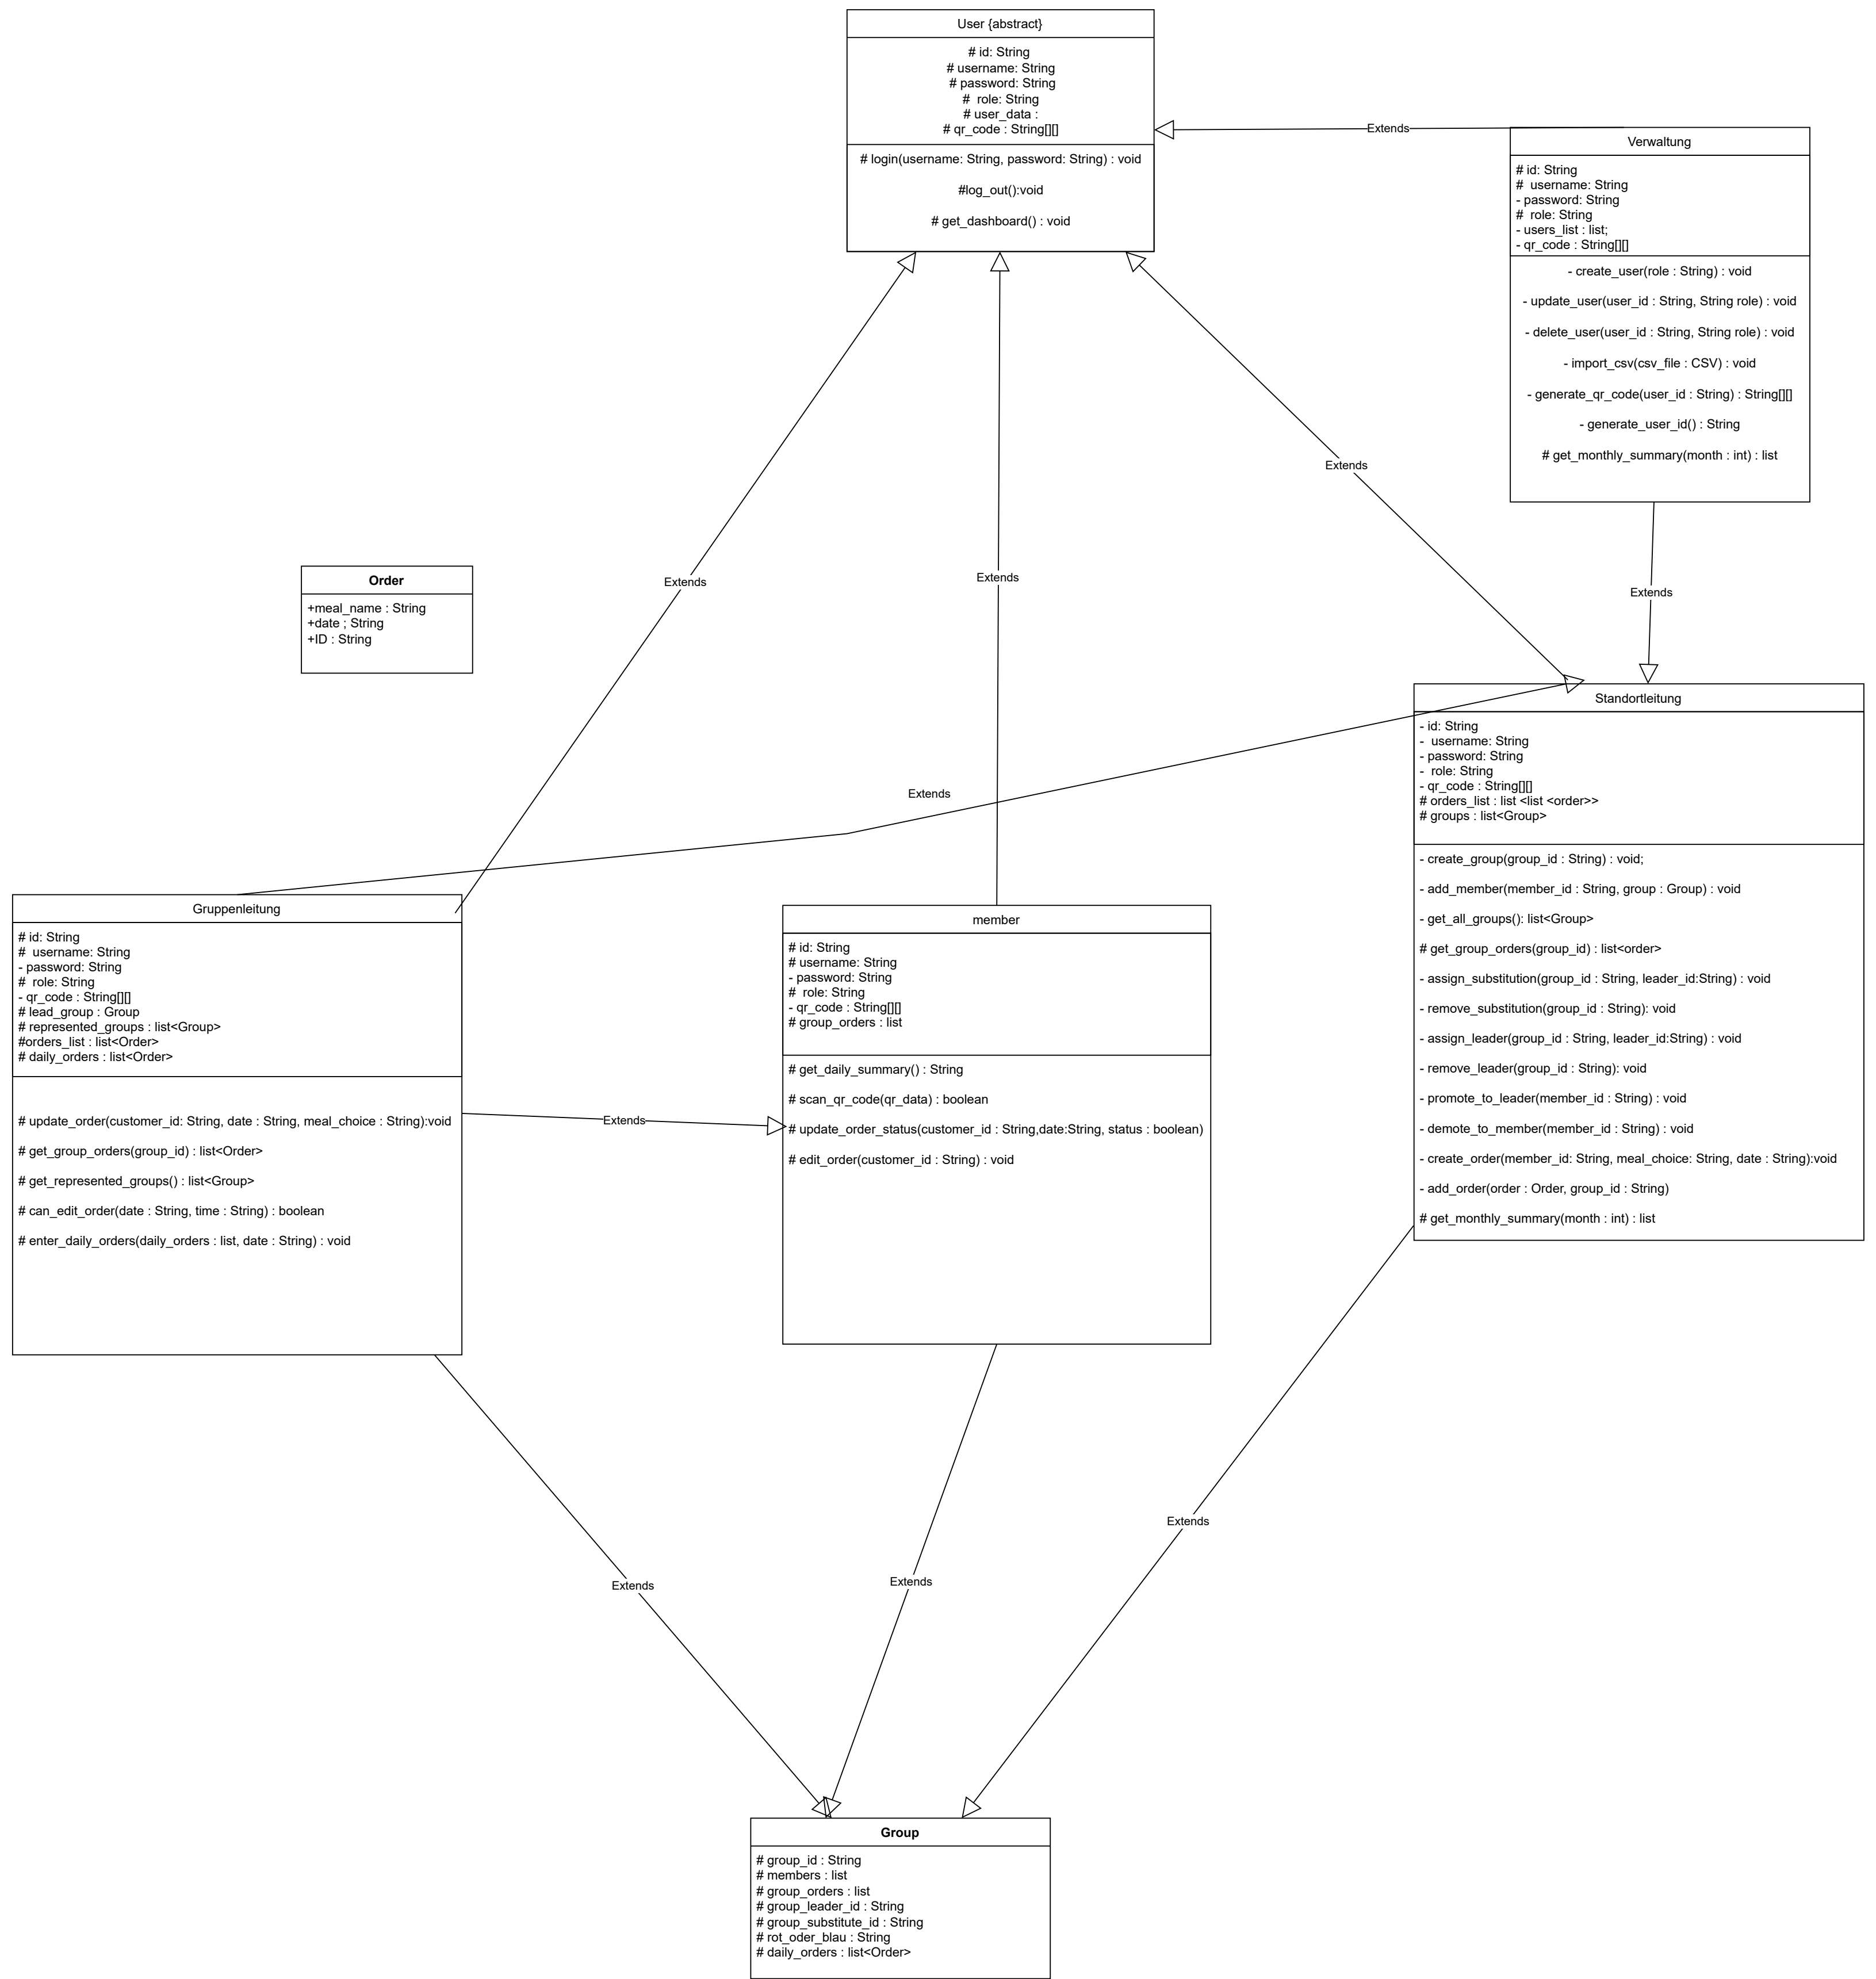 User {abstract}
# id: String
# username: String
# password: String
#  role: String
# user_data :
# qr_code : String[][]
# login(username: String, password: String) : void
#log_out():void
# get_dashboard() : void
Extends
Verwaltung
# id: String
#  username: String
- password: String
#  role: String
- users_list : list;
- qr_code : String[][]
- create_user(role : String) : void
- update_user(user_id : String, String role) : void
- delete_user(user_id : String, String role) : void
- import_csv(csv_file : CSV) : void
- generate_qr_code(user_id : String) : String[][]
- generate_user_id() : String
# get_monthly_summary(month : int) : list
Extends
Extends
Extends
Extends
Order
+meal_name : String
+date ; String
+ID : String
Standortleitung
- id: String
-  username: String
- password: String
-  role: String
- qr_code : String[][]
# orders_list : list <list <order>>
# groups : list<Group>
- create_group(group_id : String) : void;
- add_member(member_id : String, group : Group) : void
- get_all_groups(): list<Group>
# get_group_orders(group_id) : list<order>
- assign_substitution(group_id : String, leader_id:String) : void
- remove_substitution(group_id : String): void
- assign_leader(group_id : String, leader_id:String) : void
- remove_leader(group_id : String): void
- promote_to_leader(member_id : String) : void
- demote_to_member(member_id : String) : void
- create_order(member_id: String, meal_choice: String, date : String):void
- add_order(order : Order, group_id : String)
# get_monthly_summary(month : int) : list
Extends
Gruppenleitung
# id: String
#  username: String
- password: String
#  role: String
- qr_code : String[][]
# lead_group : Group
# represented_groups : list<Group>
#orders_list : list<Order>
# daily_orders : list<Order>
# update_order(customer_id: String, date : String, meal_choice : String):void
# get_group_orders(group_id) : list<Order>
# get_represented_groups() : list<Group>
# can_edit_order(date : String, time : String) : boolean
# enter_daily_orders(daily_orders : list, date : String) : void
Extends
member
# id: String
# username: String
- password: String
#  role: String
- qr_code : String[][]
# group_orders : list
# get_daily_summary() : String
# scan_qr_code(qr_data) : boolean
# update_order_status(customer_id : String,date:String, status : boolean)
# edit_order(customer_id : String) : void
Extends
Extends
Extends
Group
# group_id : String
# members : list
# group_orders : list
# group_leader_id : String
# group_substitute_id : String
# rot_oder_blau : String
# daily_orders : list<Order>